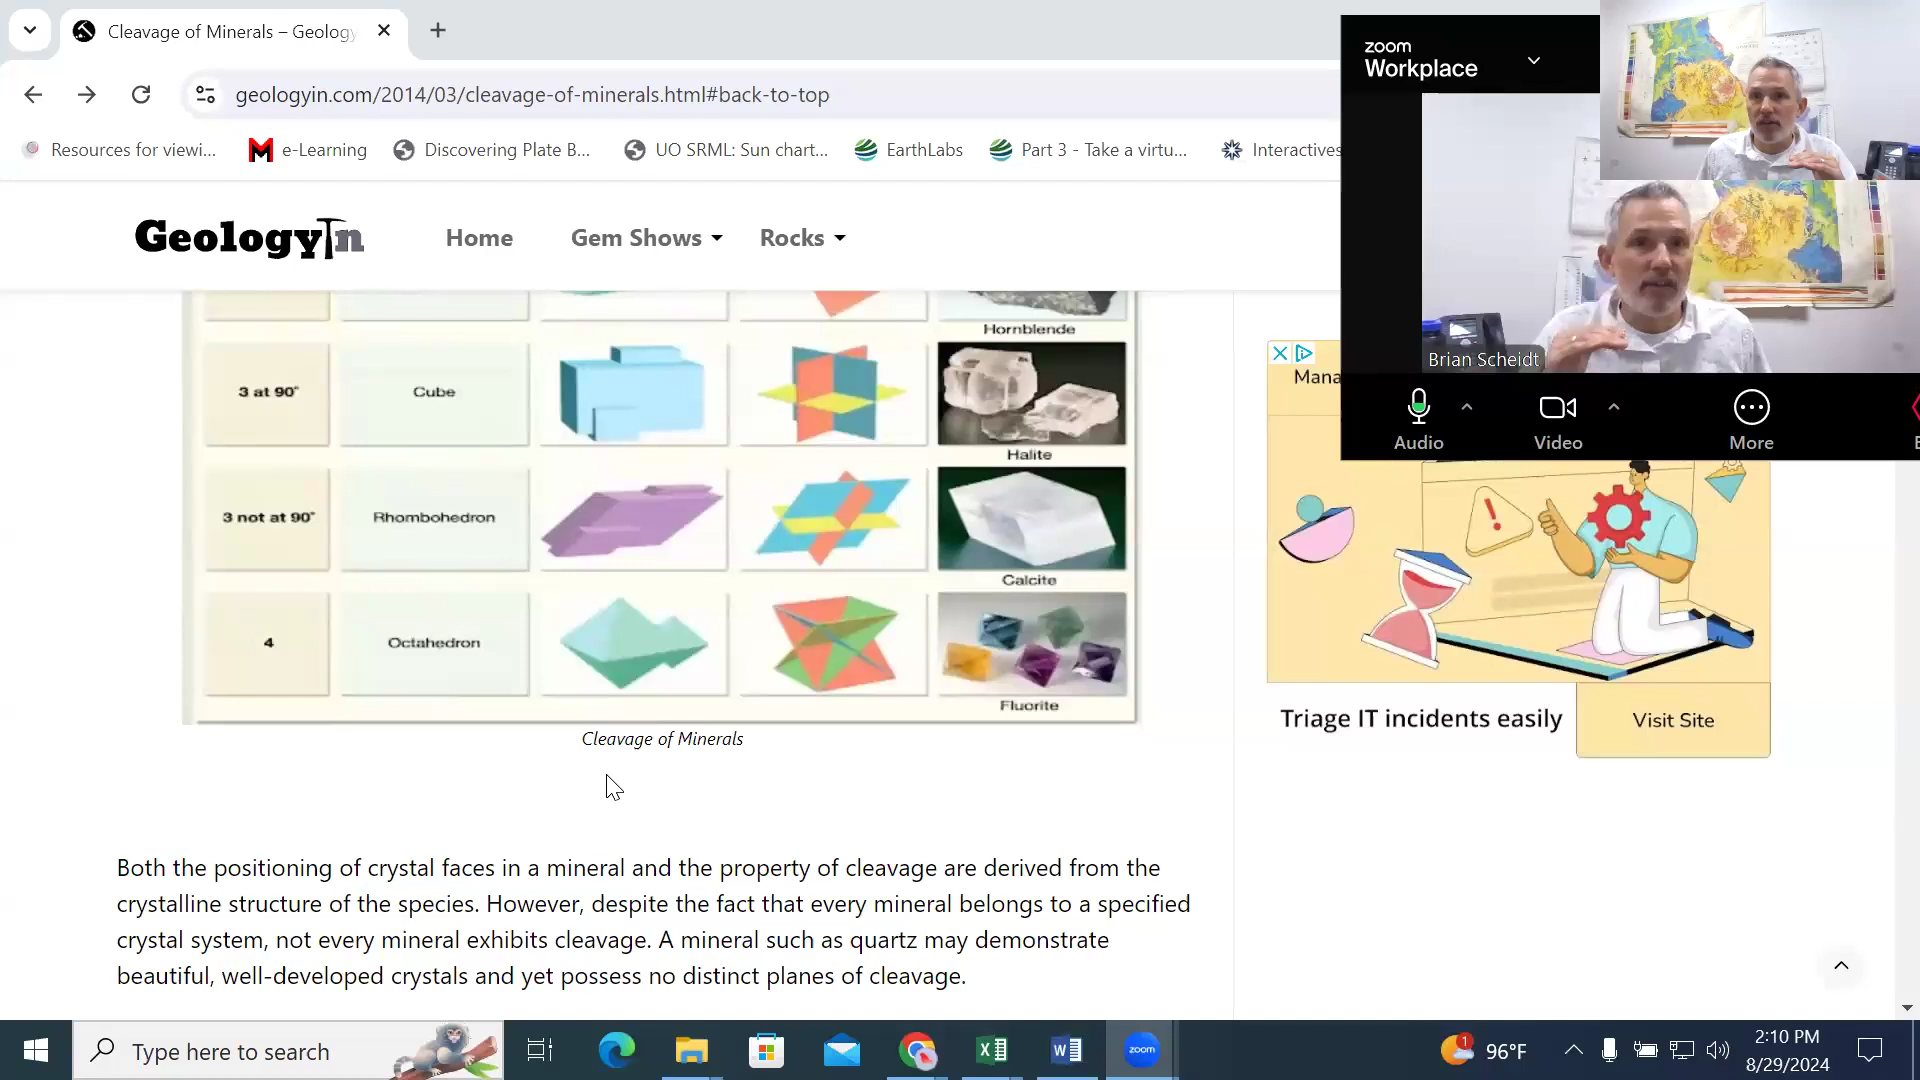 Cleavage of Minerals – Geology
geologyin.com/2014/03/cleavage-of-minerals.html#back-to-top
Resources for viewi...
e-Learning
Discovering Plate B...
UO SRML: Sun chart...
EarthLabs
Part 3 - Take a virtu...
Interactives
zoom
Workplace
Brian Scheidt
Audio
Video
More
GeologyIn
Home
Gem Shows
Rocks
Hornblende
3 at 90°
Cube
Halite
3 not at 90°
Rhombohedron
Calcite
4
Octahedron
Fluorite
Cleavage of Minerals
Mana
Triage IT incidents easily
Visit Site
Both the positioning of crystal faces in a mineral and the property of cleavage are derived from the
crystalline structure of the species. However, despite the fact that every mineral belongs to a specified
crystal system, not every mineral exhibits cleavage. A mineral such as quartz may demonstrate
beautiful, well-developed crystals and yet possess no distinct planes of cleavage.
Type here to search
zoom
1
96°F
2:10 PM
8/29/2024